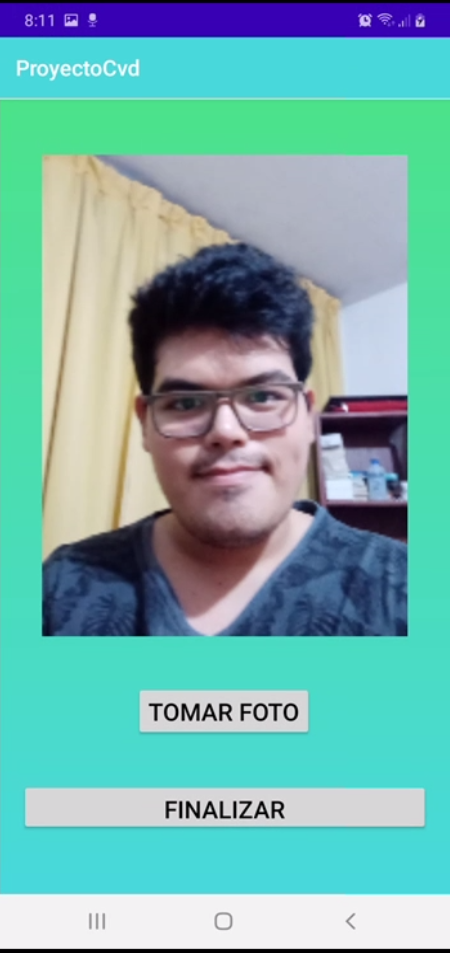 8:11
ProyectoCvd
TOMAR FOTO
FINALIZAR